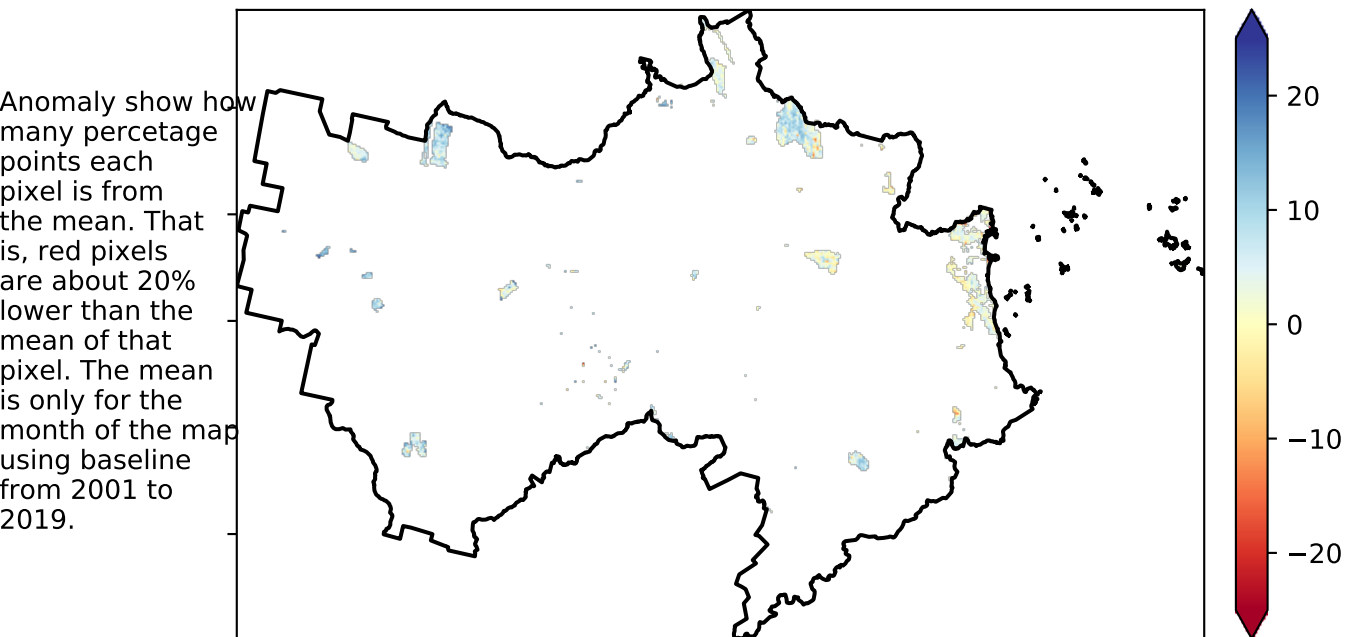 Anomaly show how
many percetage
points each
pixel is from
the mean. That
is, red pixels
are about 20%
lower than the
mean of that
pixel. The mean
is only for the
month of the map
using baseline
from 2001 to
2019.
20
10
0
−10
−20